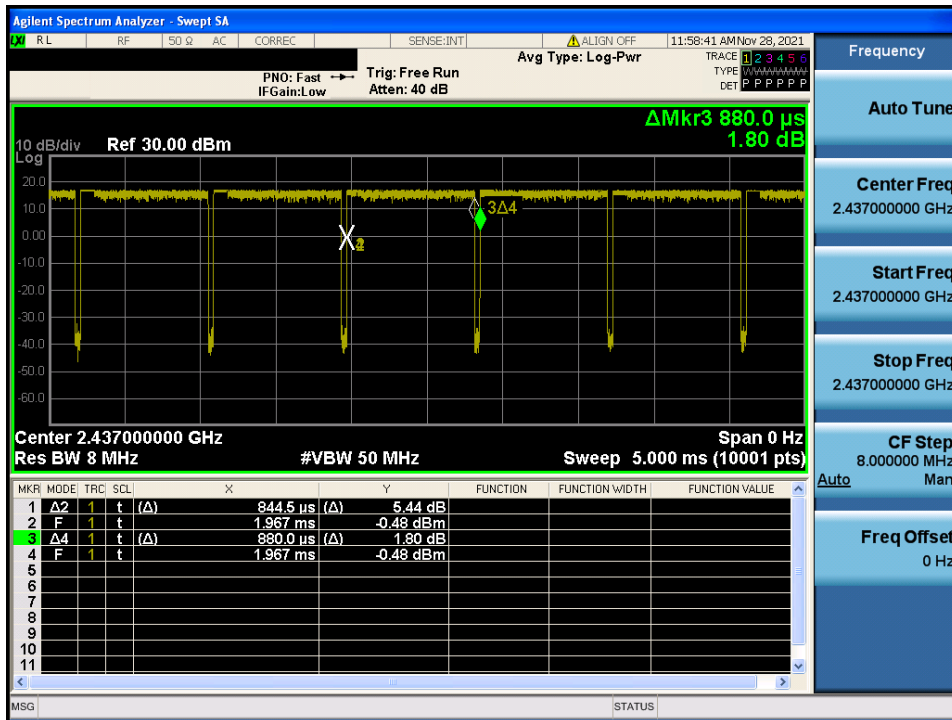 Agilent Spectrum Analyzer - Swept SA
LXI RL RF 50 Ω AC CORREC SENSE:INT ALIGN OFF 11:58:41 AM Nov 28, 2021
Avg Type: Log-Pwr TRACE 1 2 3 4 5 6
PNO: Fast Trig: Free Run TYPE
IFGain:Low Atten: 40 dB DET P P P P P P
ΔMkr3 880.0 µs
1.80 dB
10 dB/div Ref 30.00 dBm
Log
20.0
10.0
0.00
-10.0
-20.0
-30.0
-40.0
-50.0
-60.0
3Δ4
Center 2.437000000 GHz Span 0 Hz
Res BW 8 MHz #VBW 50 MHz Sweep 5.000 ms (10001 pts)
MKR MODE TRC SCL X Y FUNCTION FUNCTION WIDTH FUNCTION VALUE
1 Δ2 1 t (Δ) 844.5 µs (Δ) 5.44 dB
2 F 1 t 1.967 ms -0.48 dBm
3 Δ4 1 t (Δ) 880.0 µs (Δ) 1.80 dB
4 F 1 t 1.967 ms -0.48 dBm
5
6
7
8
9
10
11
MSG STATUS
Frequency
Auto Tune
Center Freq
2.437000000 GHz
Start Freq
2.437000000 GHz
Stop Freq
2.437000000 GHz
CF Step
8.000000 MHz
Auto Man
Freq Offset
0 Hz